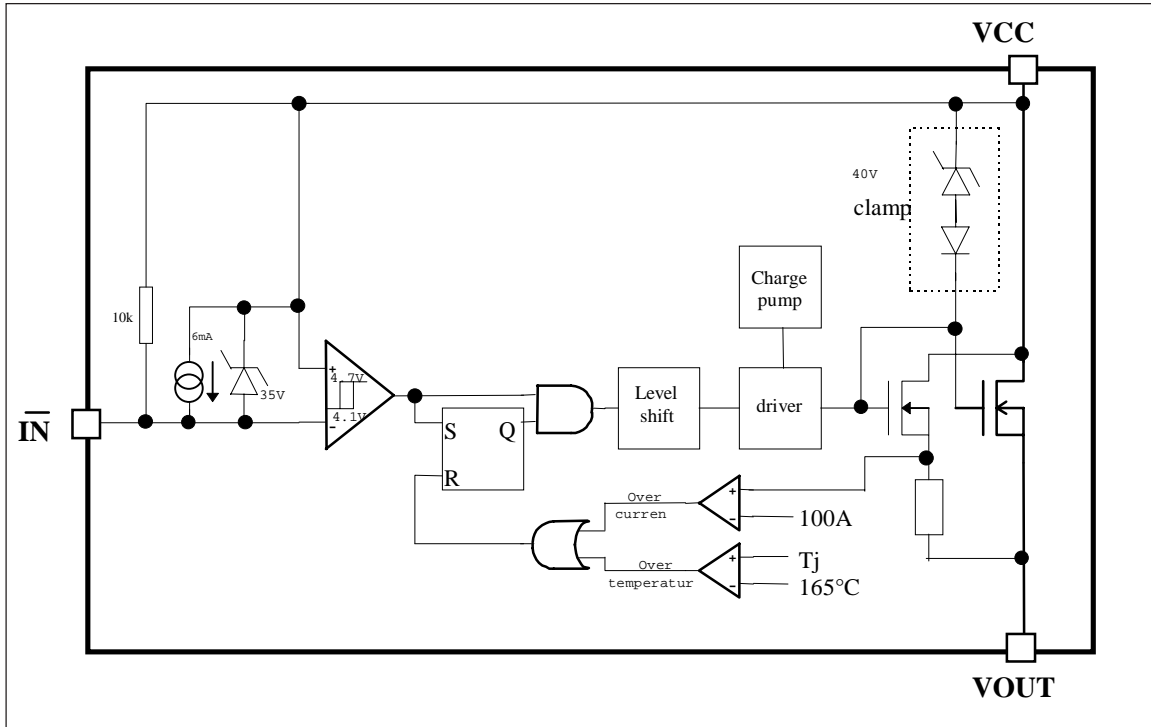 VCC
40V
clamp
Charge
pump
10k
6mA
35V
+
4.7V
4.1V
-
IN
S
Q
R
Level
shift
driver
Over
curren
+
-
100A
Over
temperatur
+
-
Tj
165°C
VOUT